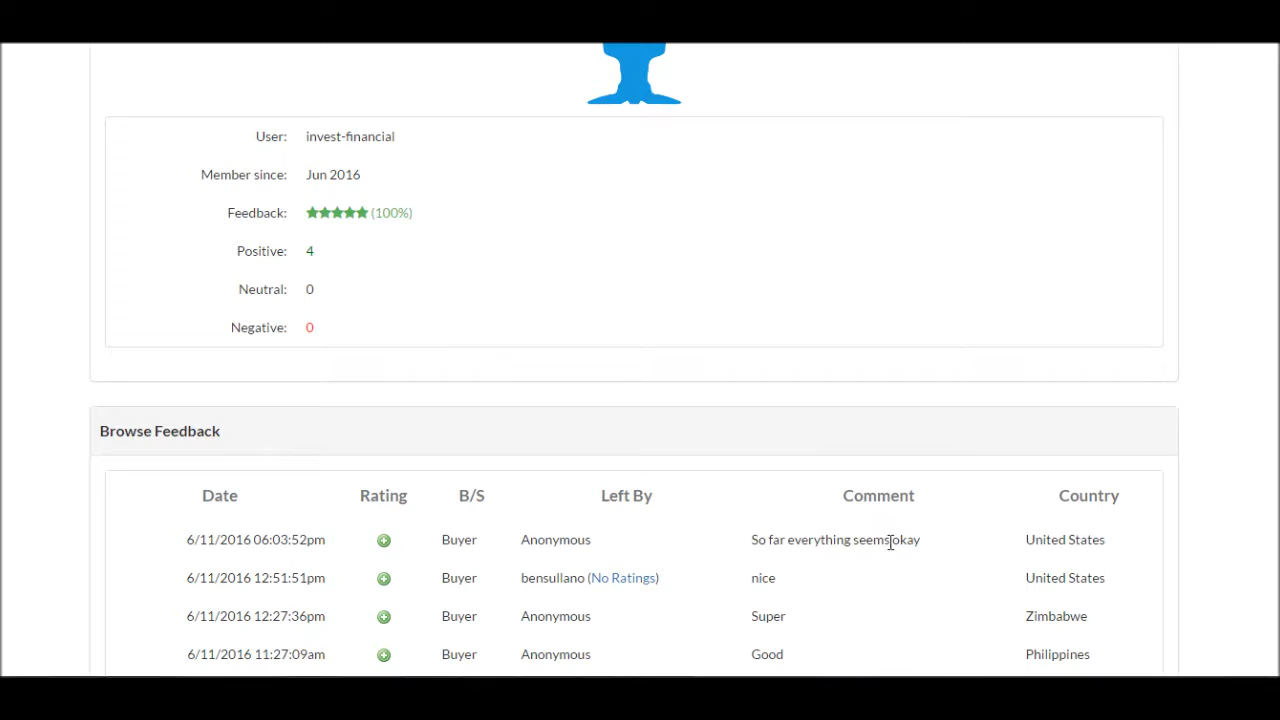 User: invest-financial
Member since: Jun 2016
Feedback: (100%)
Positive: 4
Neutral: 0
Negative: 0
Browse Feedback
Date Rating B/S Left By Comment Country
6/11/2016 06:03:52pm Buyer Anonymous So far everything seems okay United States
6/11/2016 12:51:51pm Buyer bensullano (No Ratings) nice United States
6/11/2016 12:27:36pm Buyer Anonymous Super Zimbabwe
6/11/2016 11:27:09am Buyer Anonymous Good Philippines